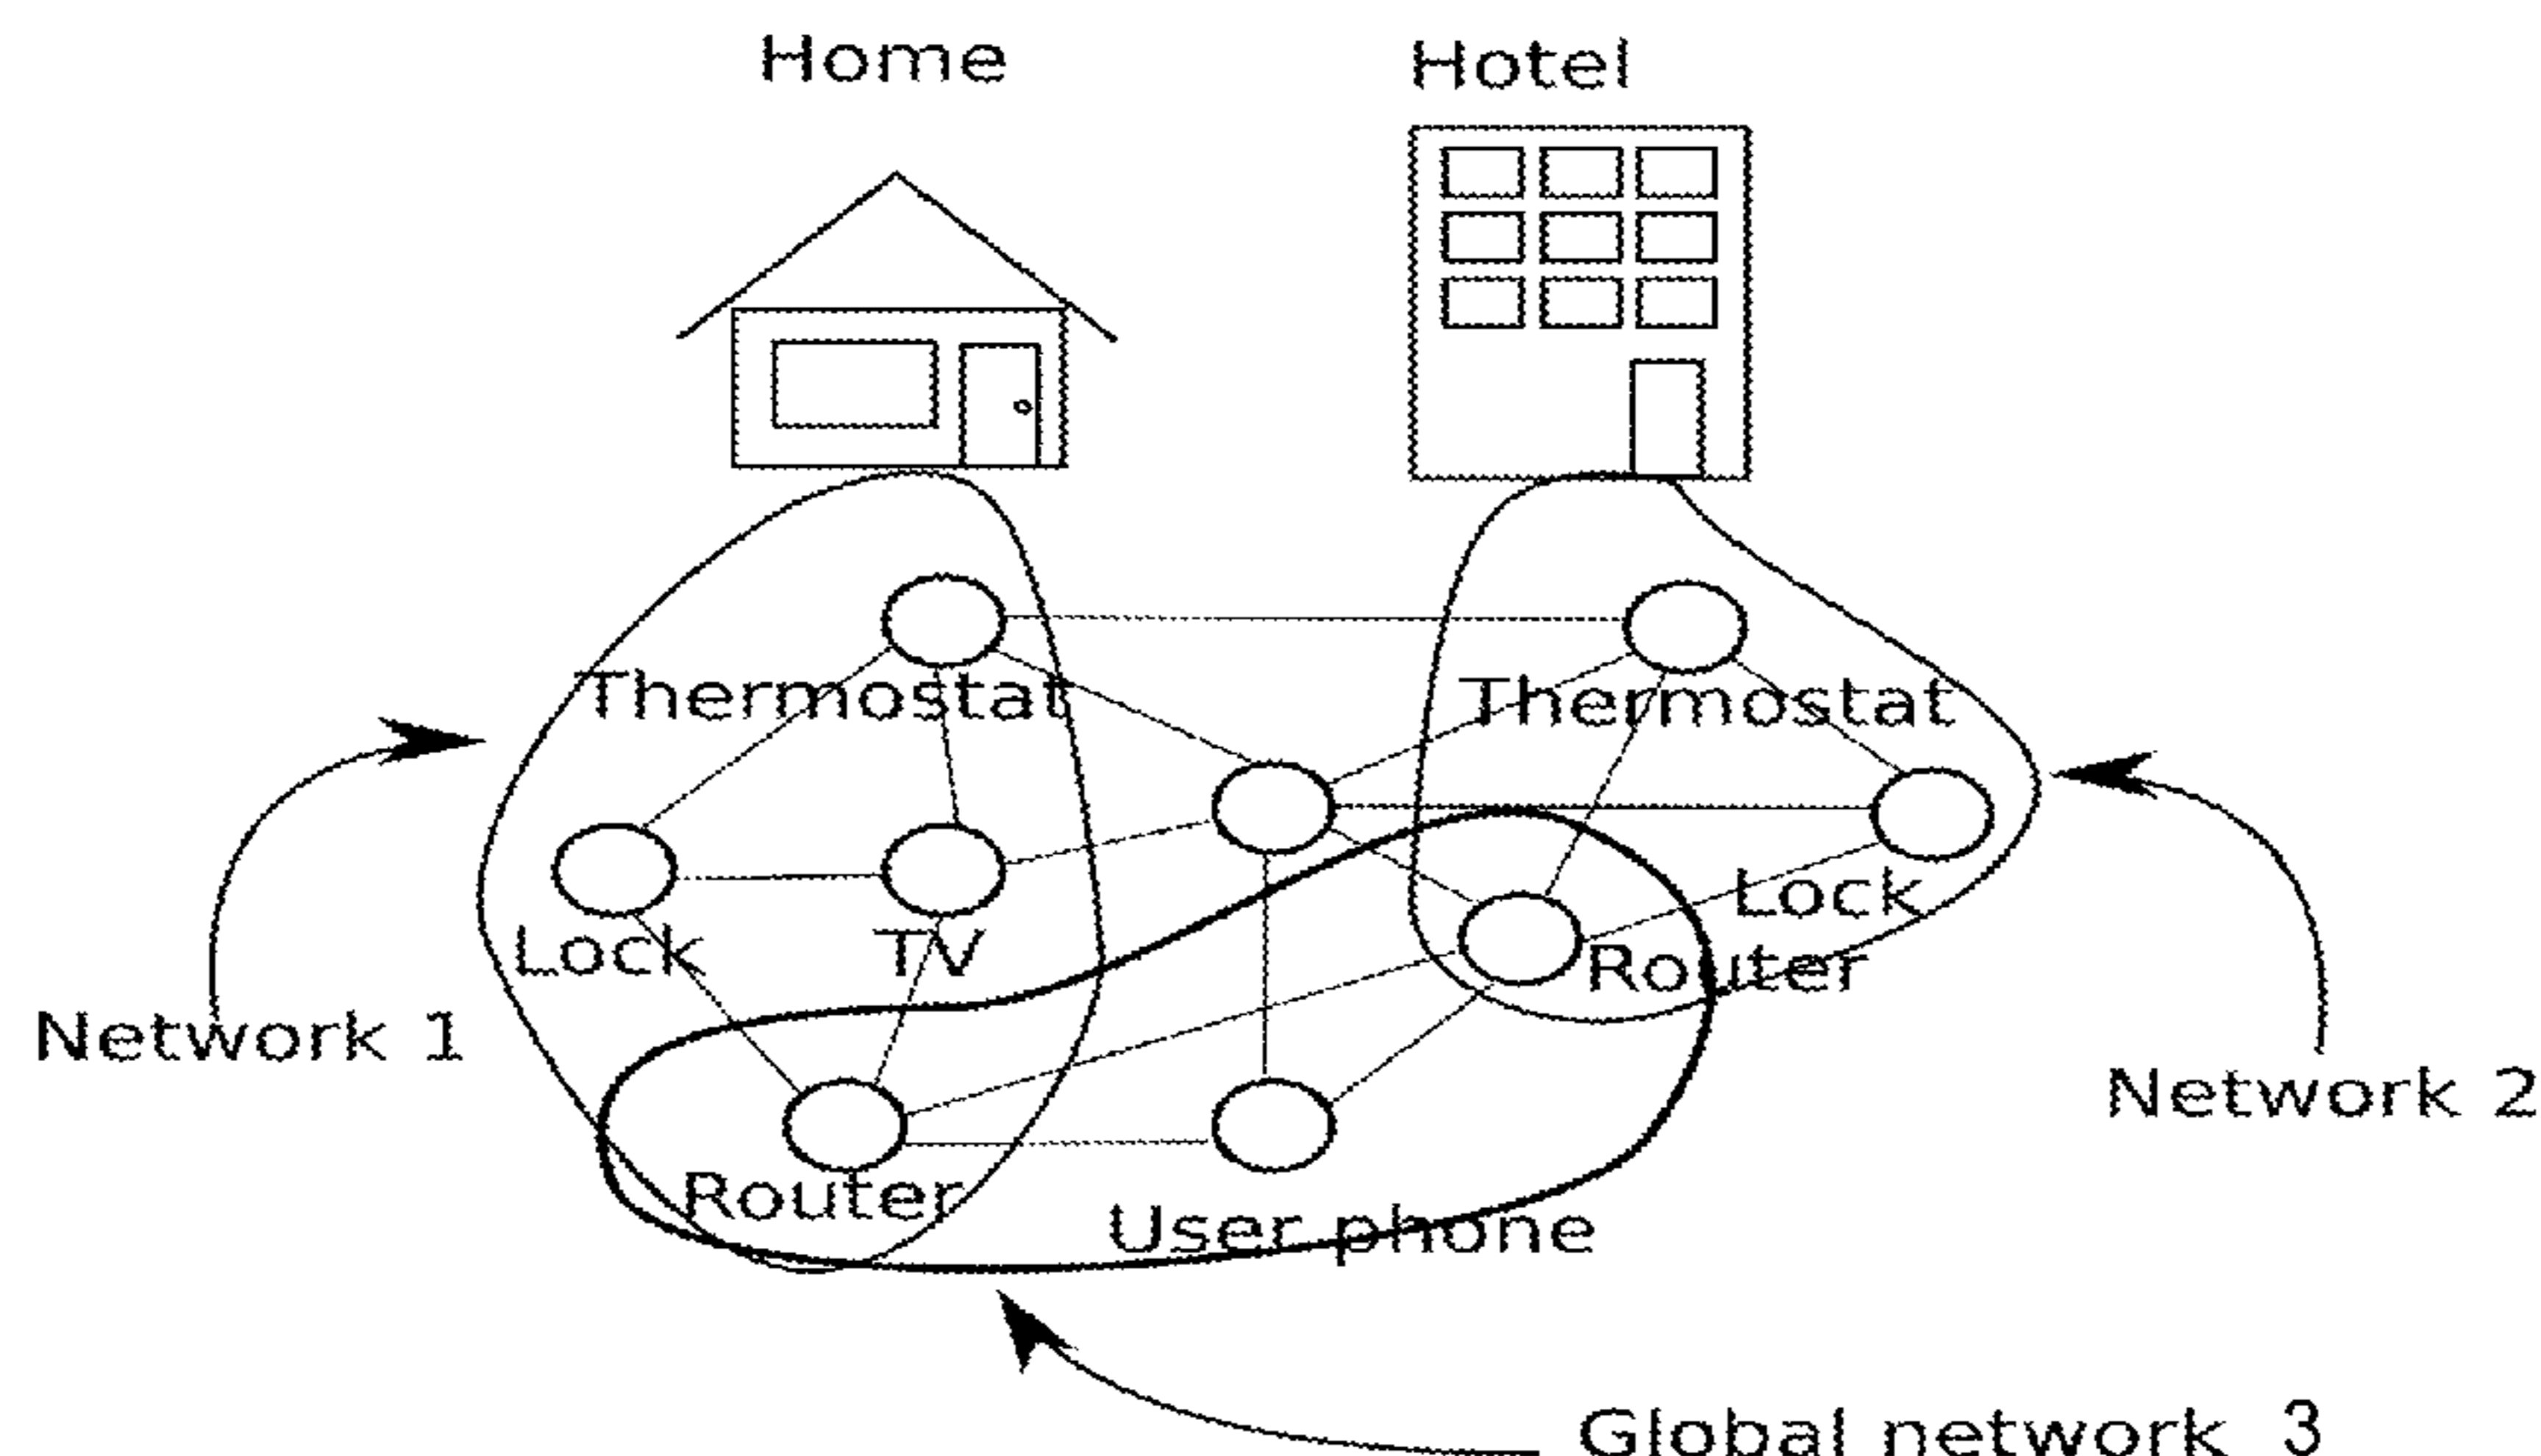 Home
Hotel
Thermostat
Thermostat
Lock
TV
Lock
Router
Network 1
Network 2
Router
User phone
Global network 3